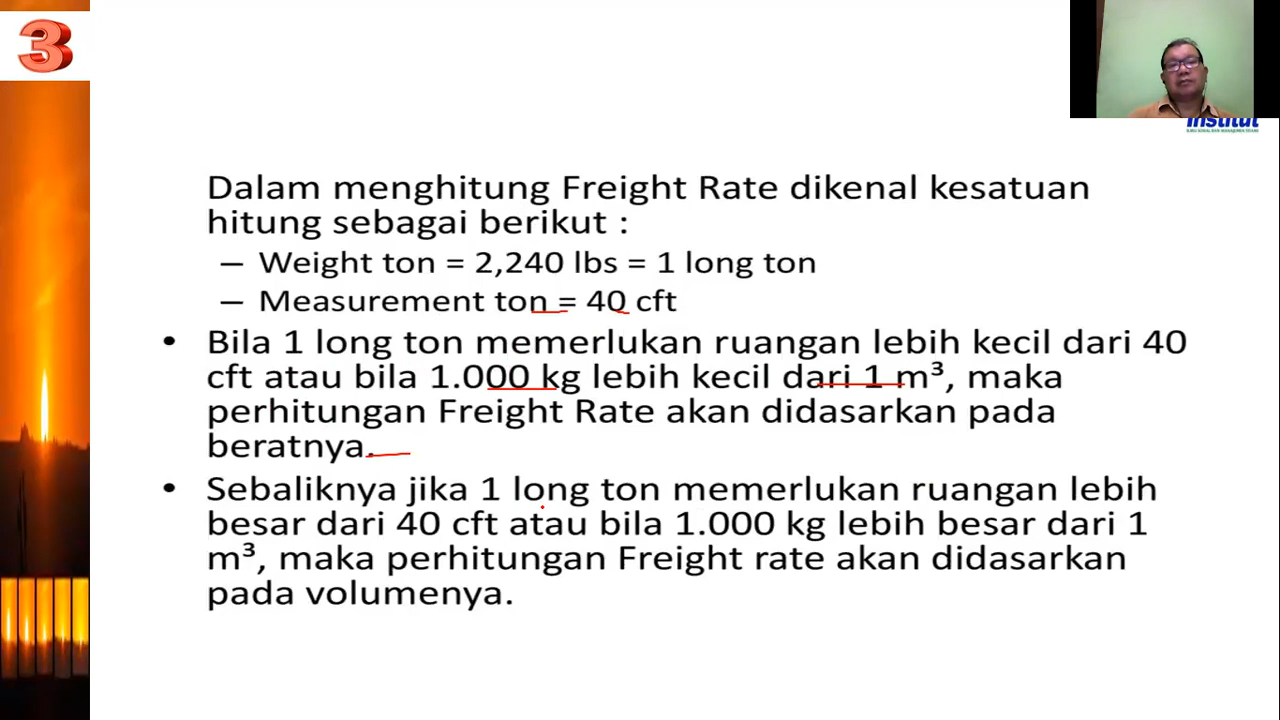 3
Institut
Dalam menghitung Freight Rate dikenal kesatuan
hitung sebagai berikut :
– Weight ton = 2,240 lbs = 1 long ton
– Measurement ton = 40 cft
• Bila 1 long ton memerlukan ruangan lebih kecil dari 40
cft atau bila 1.000 kg lebih kecil dari 1 m³, maka
perhitungan Freight Rate akan didasarkan pada
beratnya.
• Sebaliknya jika 1 long ton memerlukan ruangan lebih
besar dari 40 cft atau bila 1.000 kg lebih besar dari 1
m³, maka perhitungan Freight rate akan didasarkan
pada volumenya.